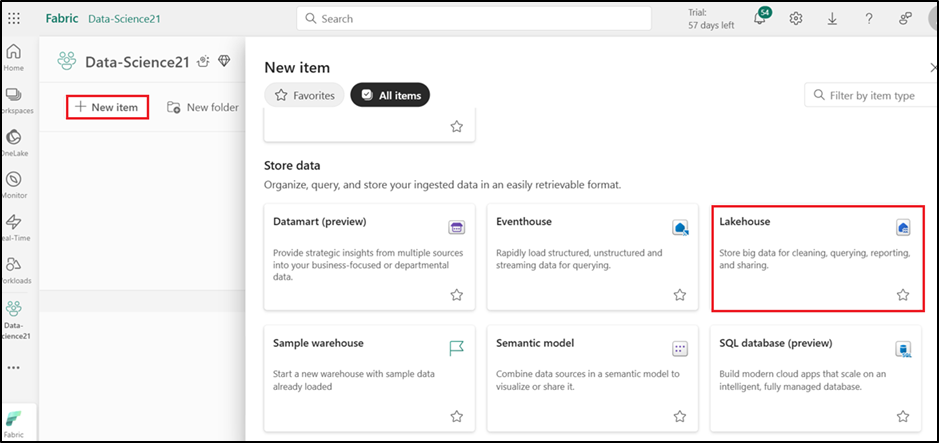 Fabric Data-Science21
Search
Trial:
57 days left
54
Home
orkspaces
OneLake
Monitor
eal-Time
orkloads
Data-
cience21
Fabric
Data-Science21
New item
New folder
New item
Favorites
All items
Filter by item type
Store data
Organize, query, and store your ingested data in an easily retrievable format.
Datamart (preview)
Provide strategic insights from multiple sources
into your business-focused or departmental
data.
Eventhouse
Rapidly load structured, unstructured and
streaming data for querying.
Lakehouse
Store big data for cleaning, querying, reporting,
and sharing.
Sample warehouse
Start a new warehouse with sample data
already loaded
Semantic model
Combine data sources in a semantic model to
visualize or share it.
SQL database (preview)
SQL
Build modern cloud apps that scale on an
intelligent, fully managed database.